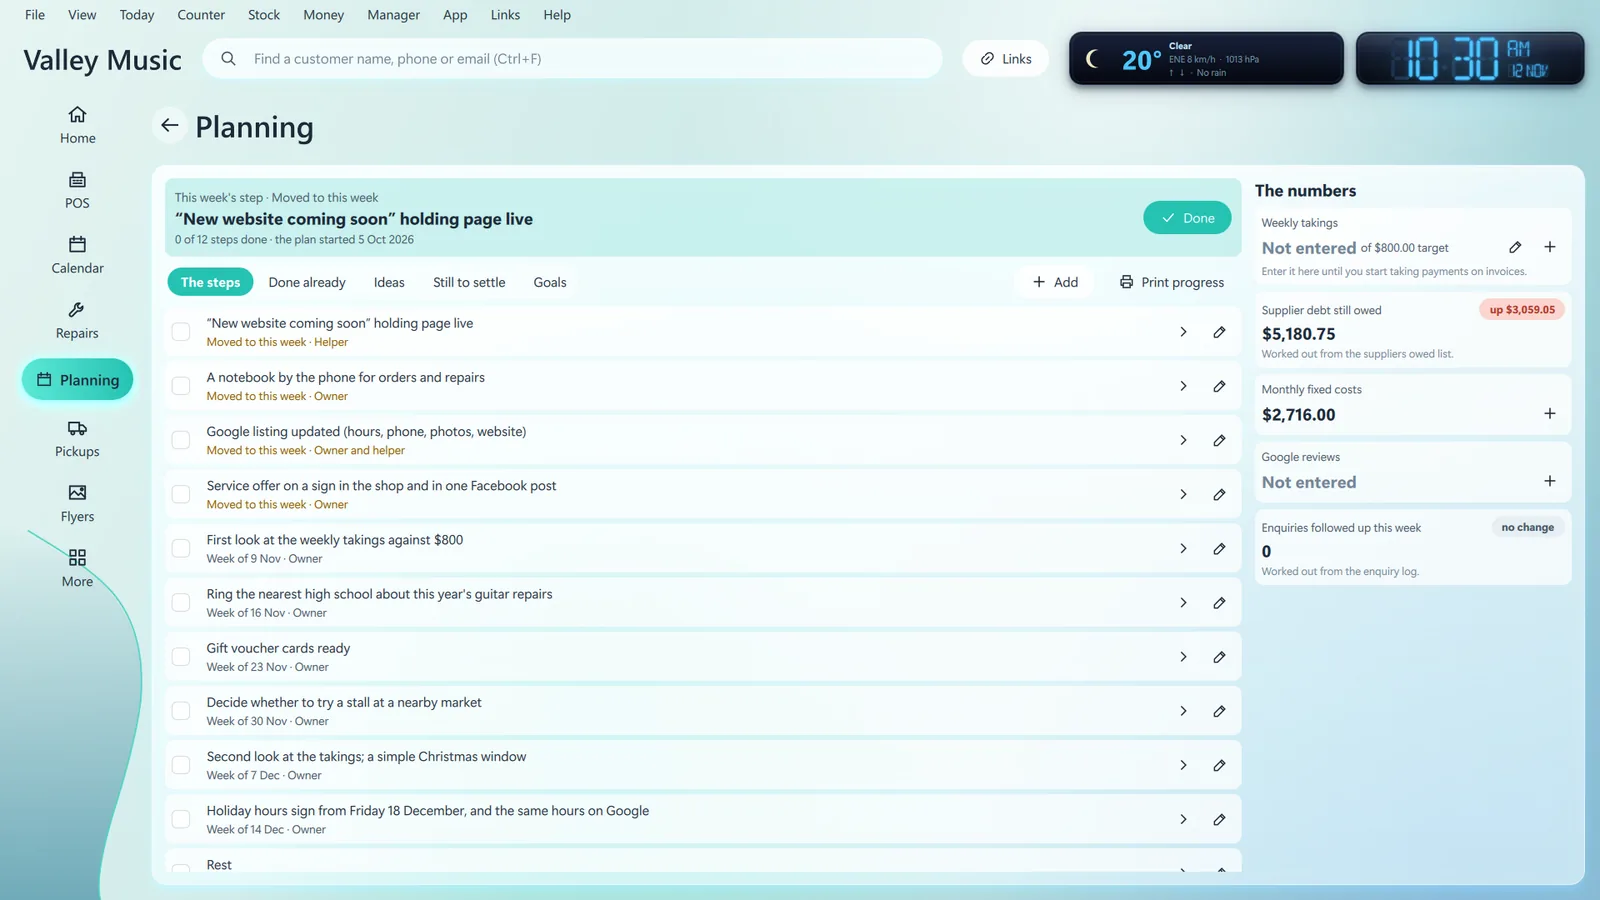 File View Today Counter Stock Money Manager App Links Help
Valley Music
Find a customer name, phone or email (Ctrl+F)
Links
20°
Clear
ENE 8 km/h · 1013 hPa
↑ ↓ · No rain
10:30 AM
12 NOV
Home
POS
Calendar
Repairs
Planning
Pickups
Flyers
More
Planning
This week's step · Moved to this week
“New website coming soon” holding page live
0 of 12 steps done · the plan started 5 Oct 2026
Done
The steps
Done already
Ideas
Still to settle
Goals
Add
Print progress
“New website coming soon” holding page live
Moved to this week · Helper
A notebook by the phone for orders and repairs
Moved to this week · Owner
Google listing updated (hours, phone, photos, website)
Moved to this week · Owner and helper
Service offer on a sign in the shop and in one Facebook post
Moved to this week · Owner
First look at the weekly takings against $800
Week of 9 Nov · Owner
Ring the nearest high school about this year's guitar repairs
Week of 16 Nov · Owner
Gift voucher cards ready
Week of 23 Nov · Owner
Decide whether to try a stall at a nearby market
Week of 30 Nov · Owner
Second look at the takings; a simple Christmas window
Week of 7 Dec · Owner
Holiday hours sign from Friday 18 December, and the same hours on Google
Week of 14 Dec · Owner
Rest
The numbers
Weekly takings
Not entered of $800.00 target
Enter it here until you start taking payments on invoices.
Supplier debt still owed
up $3,059.05
$5,180.75
Worked out from the suppliers owed list.
Monthly fixed costs
$2,716.00
Google reviews
Not entered
Enquiries followed up this week
no change
0
Worked out from the enquiry log.